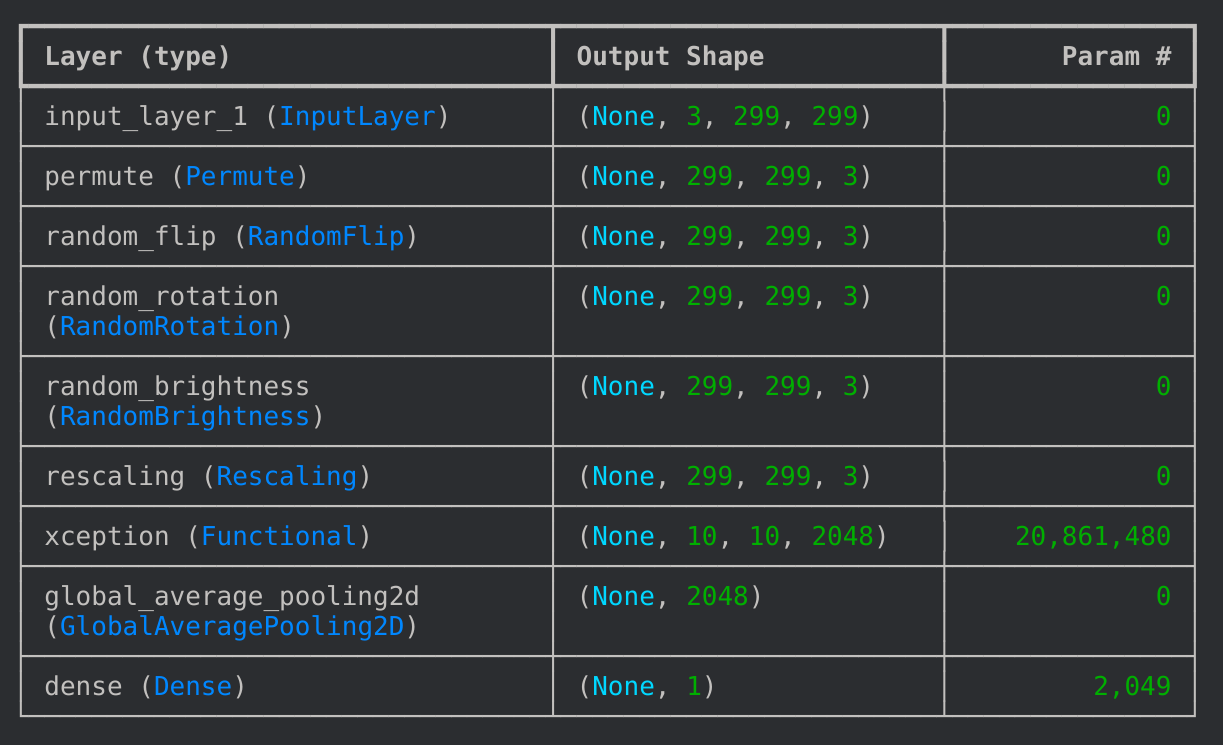 Layer (type) Output Shape Param #
input_layer_1 (InputLayer) (None, 3, 299, 299) 0
permute (Permute) (None, 299, 299, 3) 0
random_flip (RandomFlip) (None, 299, 299, 3) 0
random_rotation (None, 299, 299, 3) 0
(RandomRotation)
random_brightness (None, 299, 299, 3) 0
(RandomBrightness)
rescaling (Rescaling) (None, 299, 299, 3) 0
xception (Functional) (None, 10, 10, 2048) 20,861,480
global_average_pooling2d (None, 2048) 0
(GlobalAveragePooling2D)
dense (Dense) (None, 1) 2,049